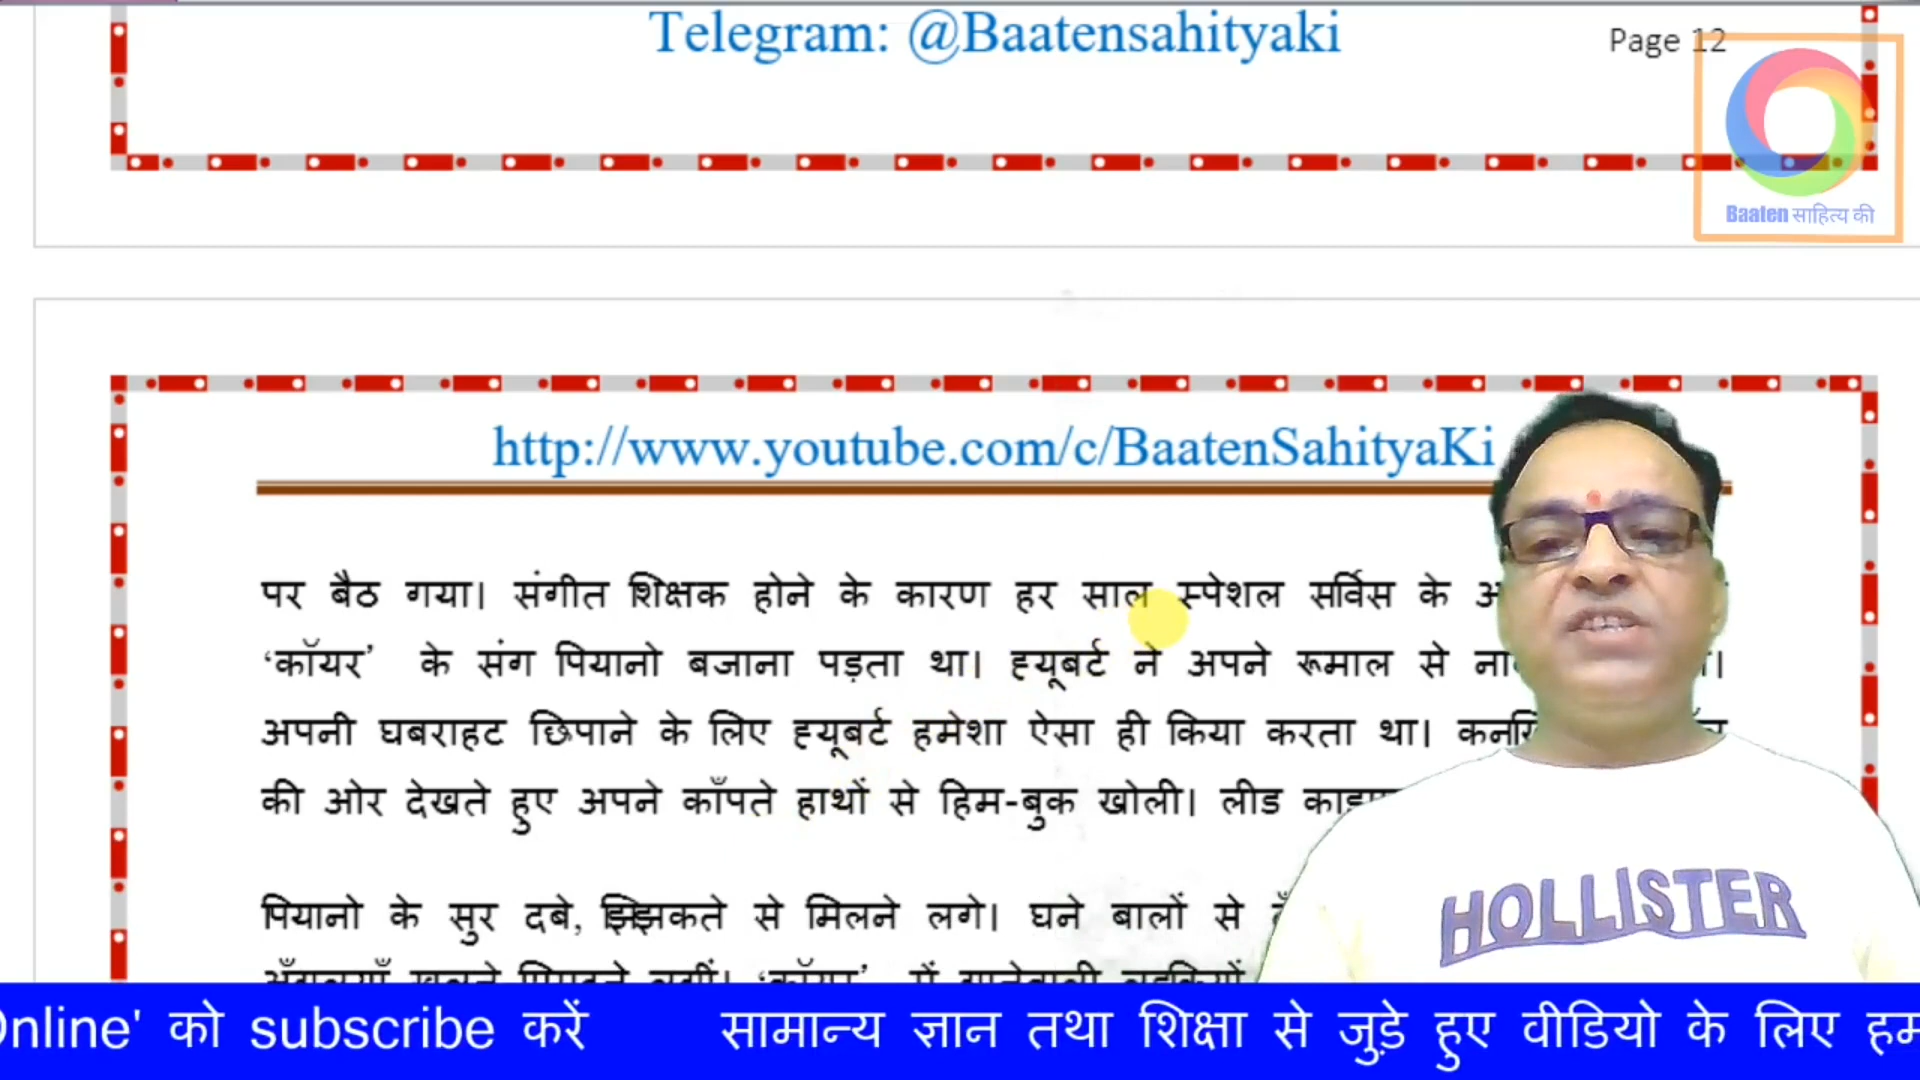 Telegram: @Baatensahityaki
Page 12
Baaten साहित्य की
http://www.youtube.com/c/BaatenSahityaKi
पर बैठ गया। संगीत शिक्षक होने के कारण हर साल स्पेशल सर्विस के
‘कॉयर’ के संग पियानो बजाना पड़ता था। ह्यूबर्ट ने अपने रूमाल से
अपनी घबराहट छिपाने के लिए ह्यूबर्ट हमेशा ऐसा ही किया करता था।
की ओर देखते हुए अपने काँपते हाथों से हिम-बुक खोली। लीड
पियानो के सुर दबे, झिझकते से मिलने लगे। घने बालों से
HOLLISTER
Online' को subscribe करें सामान्य ज्ञान तथा शिक्षा से जुड़े हुए वीडियो के लिए